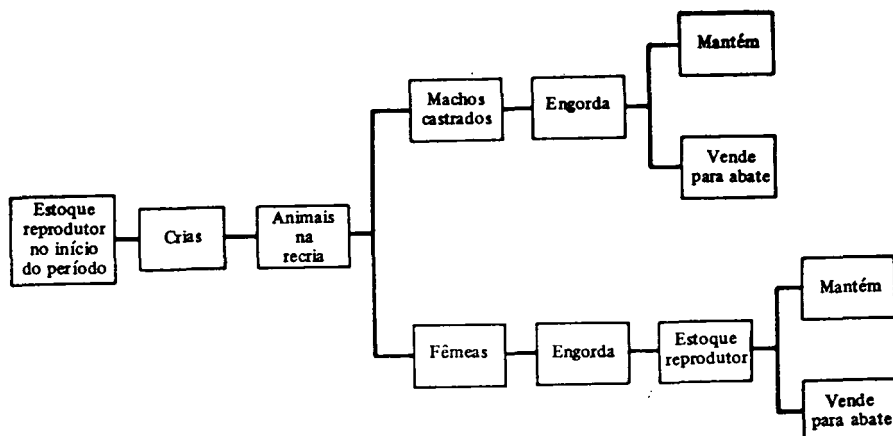 Estoque
reprodutor
no início
do período
Crias
Animais
na
recria
Machos
castrados
Engorda
Mantém
Vende
para abate
Fêmeas
Engorda
Estoque
reprodutor
Mantém
Vende
para abate